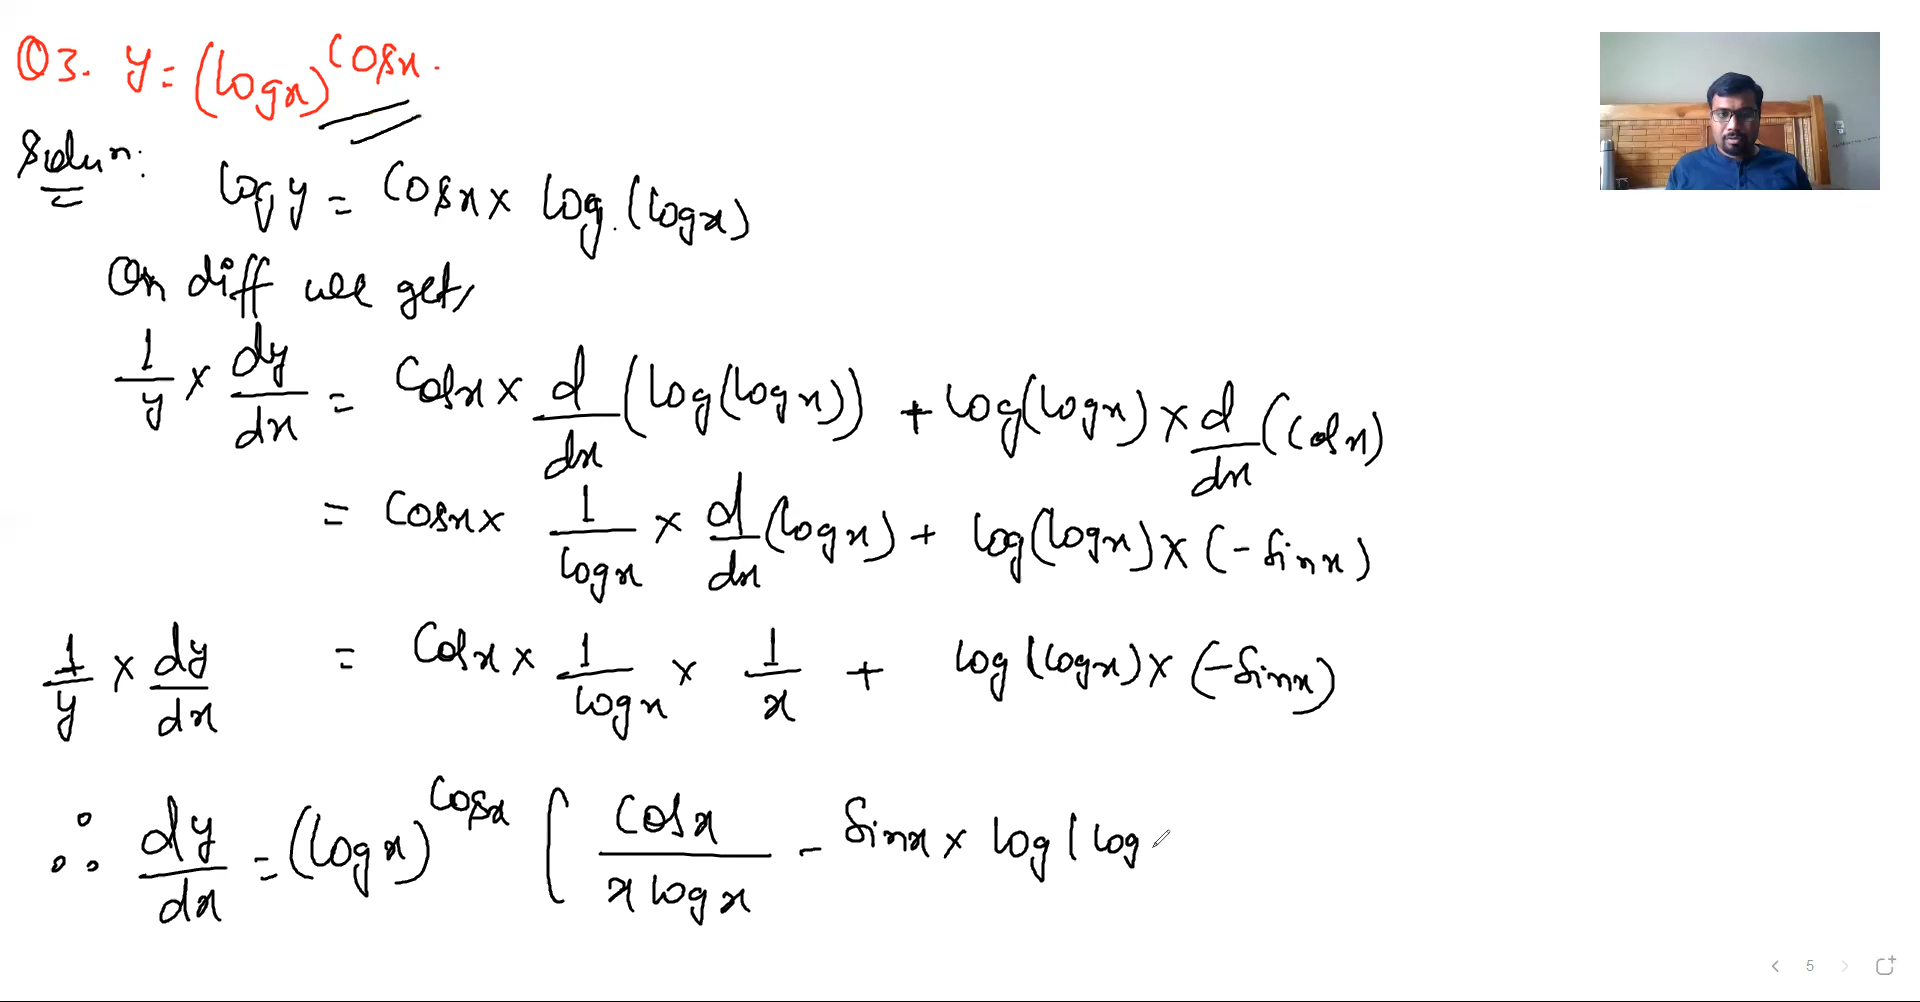 Q3. y = (log x)^cos x.
Soln:
log y = cos x × log (log x)
On diff we get,
1/y × dy/dx = cos x × d/dx (log(log x)) + log(log x) × d/dx (cos x)
= cos x × 1/log x × d/dx (log x) + log(log x) × (- sin x)
1/y × dy/dx = cos x × 1/log x × 1/x + log (log x) × (- sin x)
∴ dy/dx = (log x)^cos x [ cos x / x log x - sin x × log (log
5